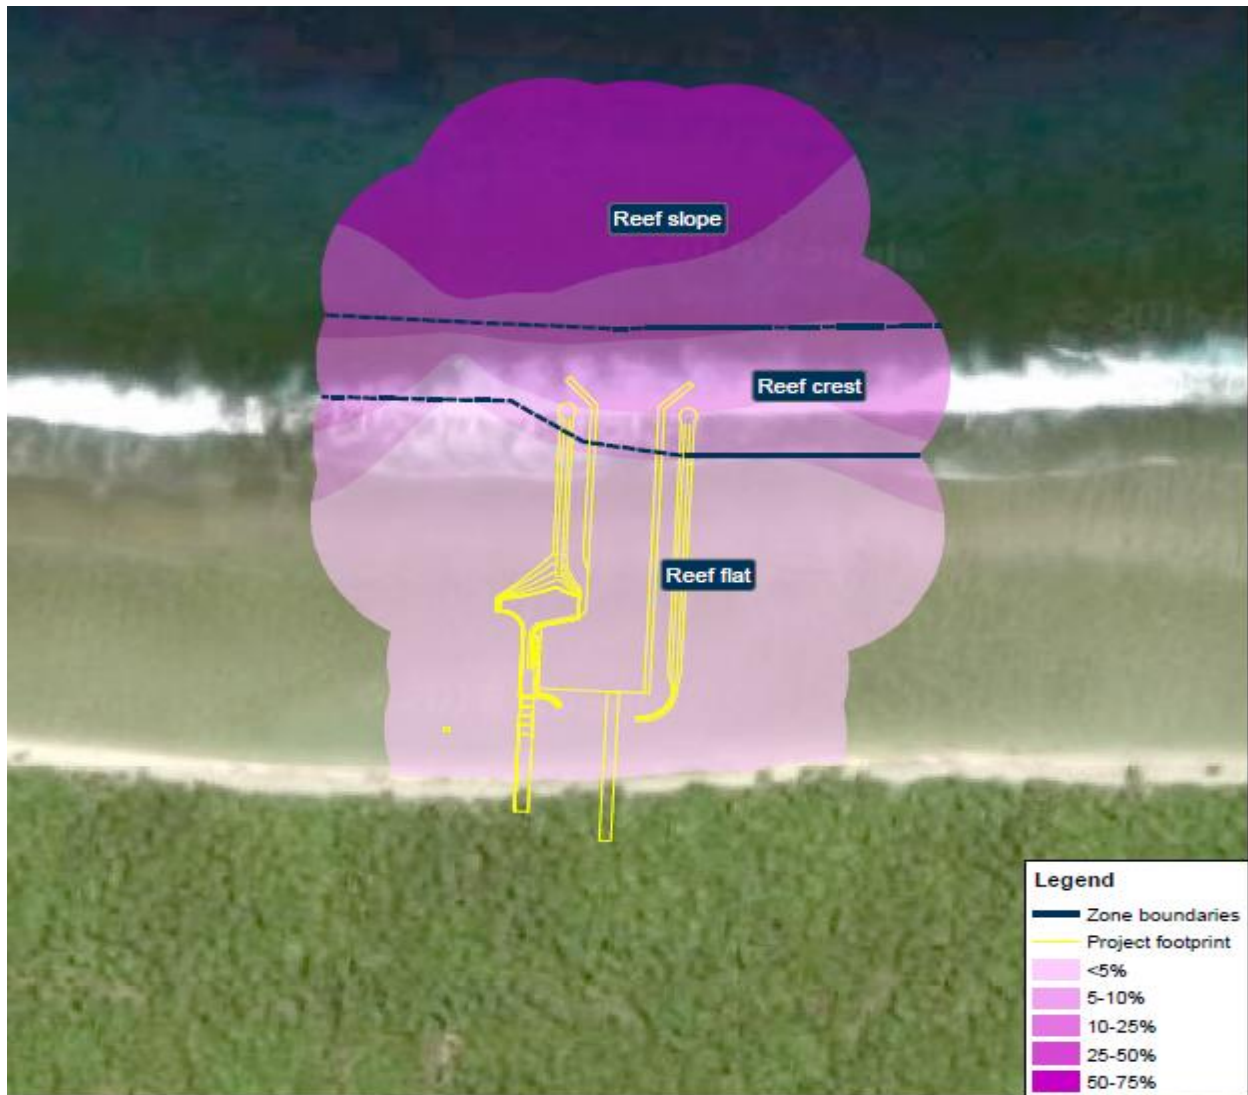 Reef slope
Reef crest
Reef flat
Legend
Zone boundaries
Project footprint
<5%
5-10%
10-25%
25-50%
50-75%